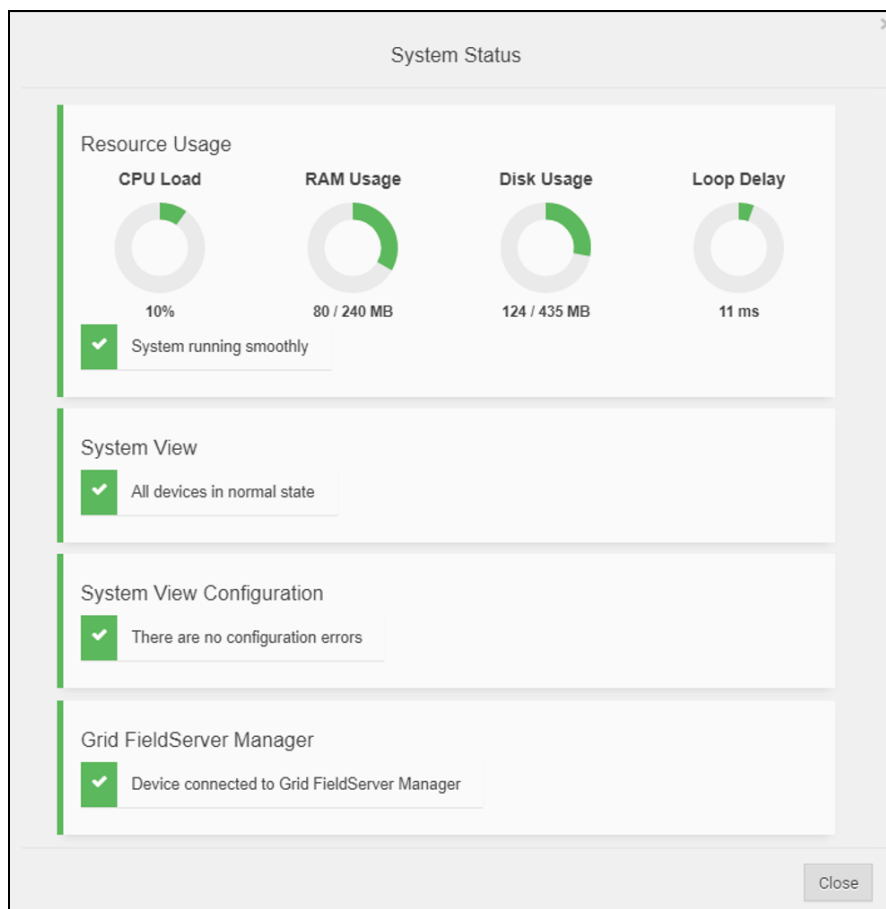 System Status
Resource Usage
CPU Load RAM Usage Disk Usage Loop Delay
10% 80 / 240 MB 124 / 435 MB 11 ms
System running smoothly
System View
All devices in normal state
System View Configuration
There are no configuration errors
Grid FieldServer Manager
Device connected to Grid FieldServer Manager
Close